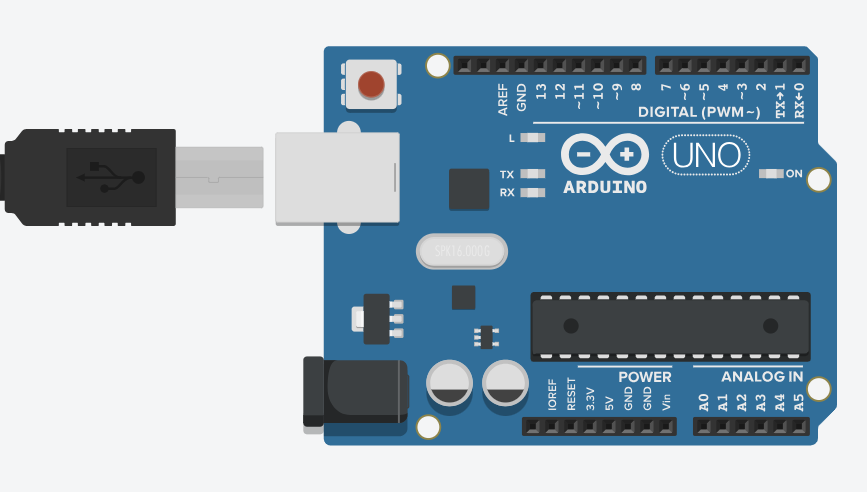 AREF
GND
13
12
~11
~10
~9
8
7
~6
~5
4
~3
2
TX→1
RX←0
DIGITAL (PWM~)
L
TX
RX
UNO
ON
ARDUINO
SPK16.000G
POWER
ANALOG IN
IOREF
RESET
3.3V
5V
GND
GND
Vin
A0
A1
A2
A3
A4
A5